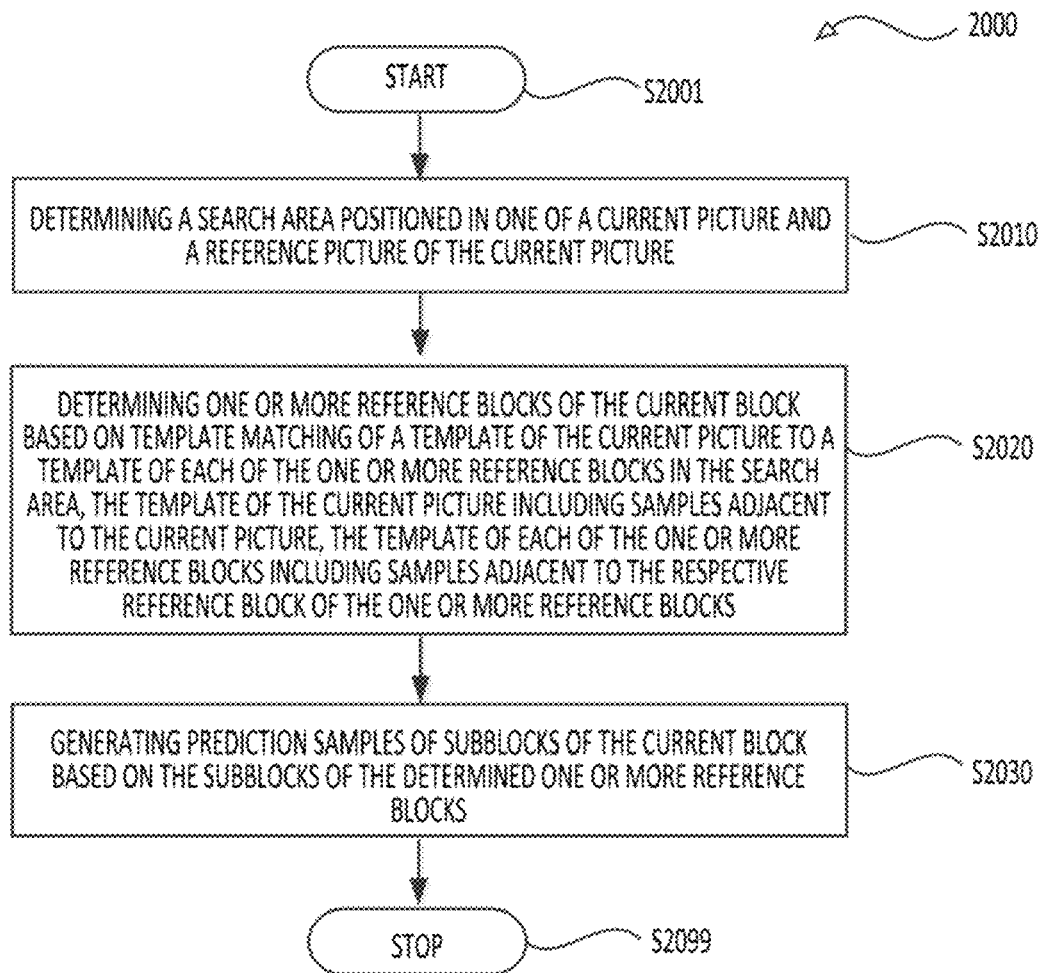 2000
START
S2001
DETERMINING A SEARCH AREA POSITIONED IN ONE OF A CURRENT PICTURE AND
A REFERENCE PICTURE OF THE CURRENT PICTURE
S2010
DETERMINING ONE OR MORE REFERENCE BLOCKS OF THE CURRENT BLOCK
BASED ON TEMPLATE MATCHING OF A TEMPLATE OF THE CURRENT PICTURE TO A
TEMPLATE OF EACH OF THE ONE OR MORE REFERENCE BLOCKS IN THE SEARCH
AREA, THE TEMPLATE OF THE CURRENT PICTURE INCLUDING SAMPLES ADJACENT
TO THE CURRENT PICTURE, THE TEMPLATE OF EACH OF THE ONE OR MORE
REFERENCE BLOCKS INCLUDING SAMPLES ADJACENT TO THE RESPECTIVE
REFERENCE BLOCK OF THE ONE OR MORE REFERENCE BLOCKS
S2020
GENERATING PREDICTION SAMPLES OF SUBBLOCKS OF THE CURRENT BLOCK
BASED ON THE SUBBLOCKS OF THE DETERMINED ONE OR MORE REFERENCE
BLOCKS
S2030
STOP
S2099